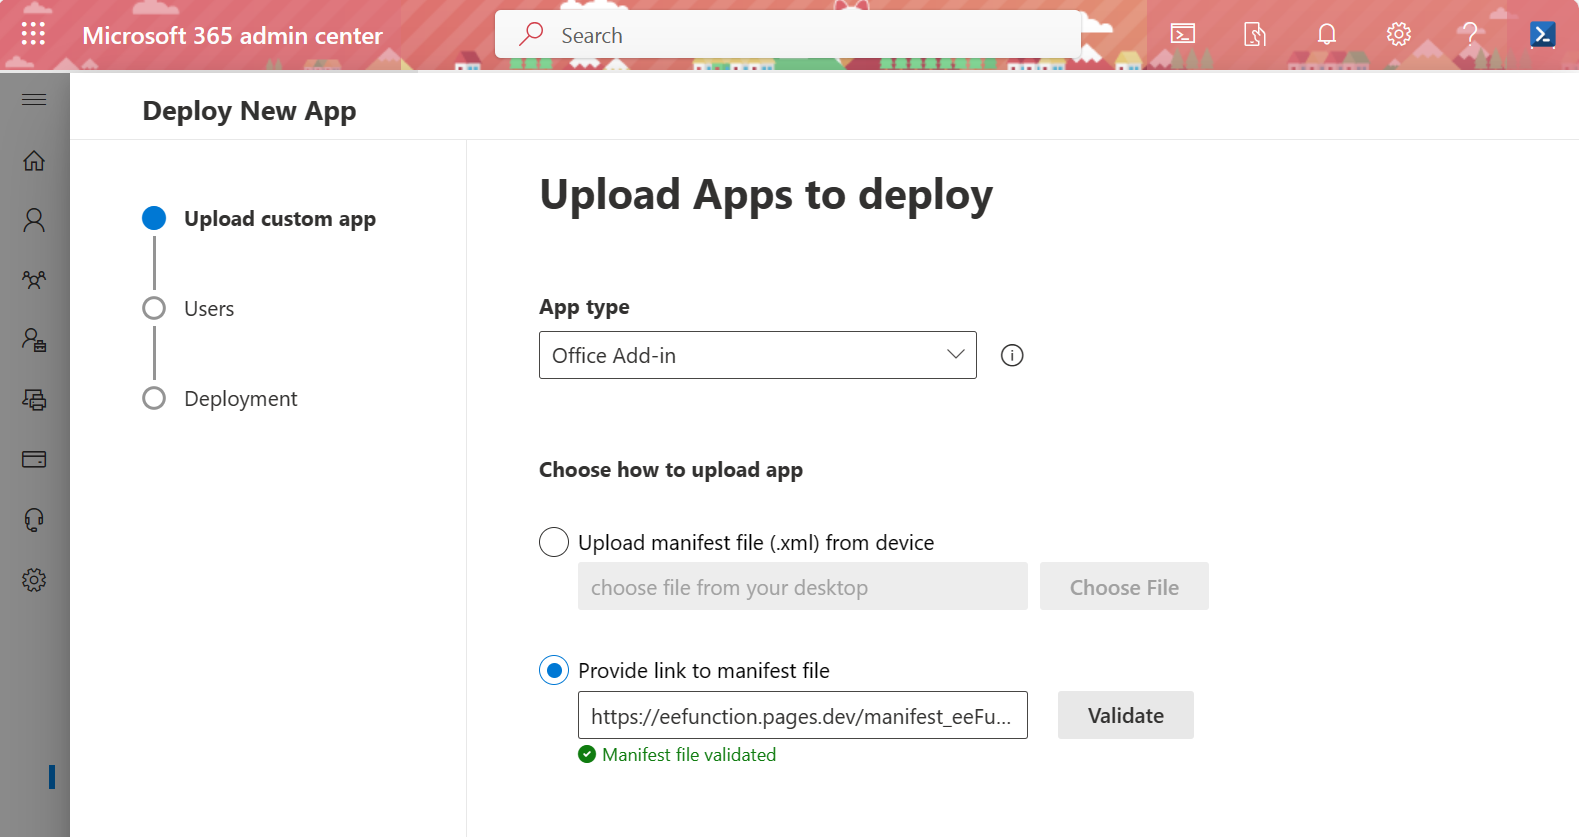 Microsoft 365 admin center
Search
Deploy New App
Upload custom app
Users
Deployment
Upload Apps to deploy
App type
Office Add-in
Choose how to upload app
Upload manifest file (.xml) from device
choose file from your desktop
Choose File
Provide link to manifest file
https://eefunction.pages.dev/manifest_eeFu...
Validate
Manifest file validated